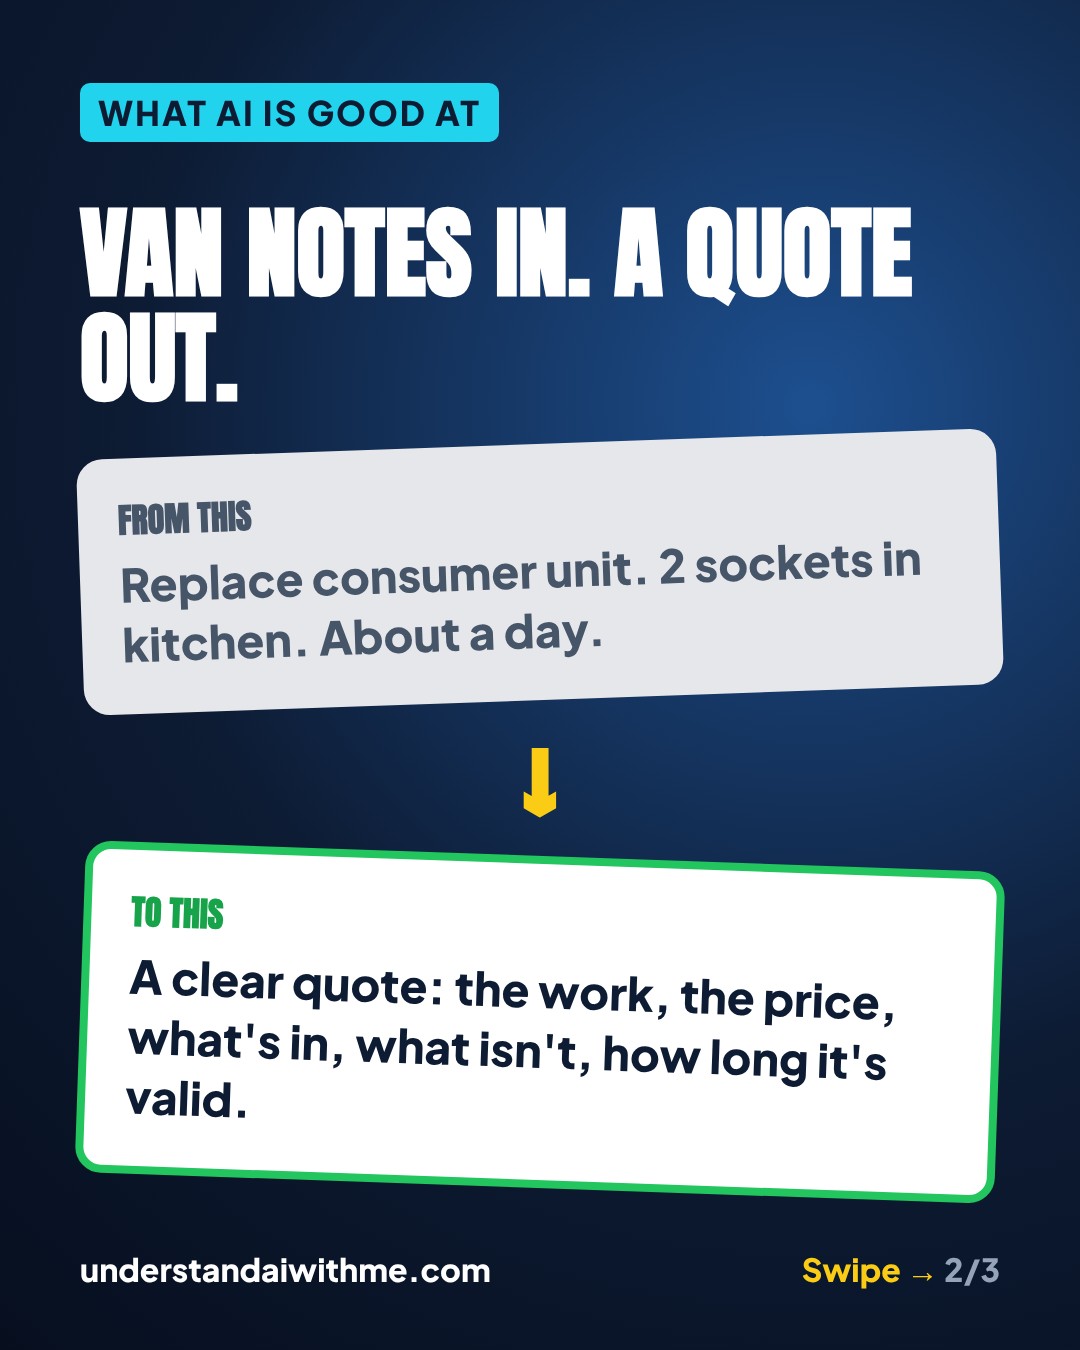 WHAT AI IS GOOD AT
VAN NOTES IN. A QUOTE
OUT.
FROM THIS
Replace consumer unit. 2 sockets in
kitchen. About a day.
TO THIS
A clear quote: the work, the price,
what's in, what isn't, how long it's
valid.
understandaiwithme.com
Swipe → 2/3